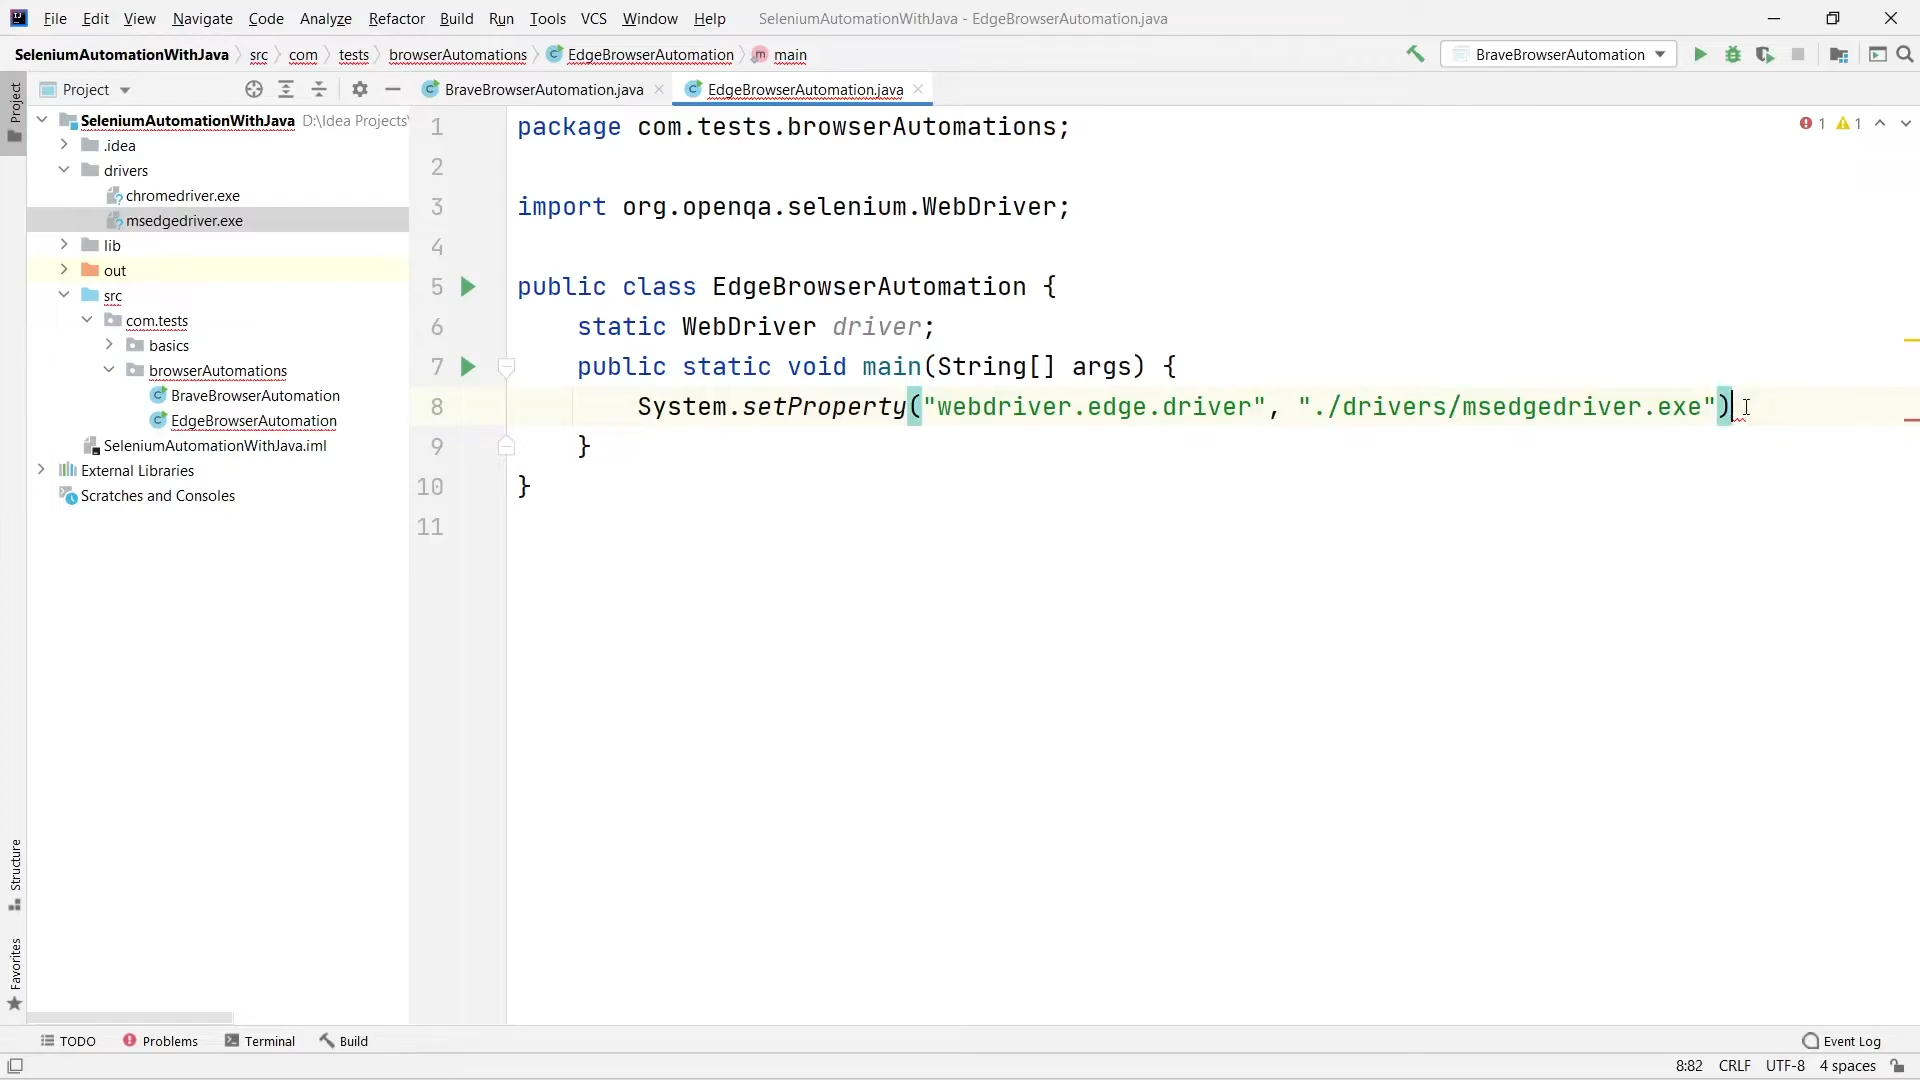 File Edit View Navigate Code Analyze Refactor Build Run Tools VCS Window Help SeleniumAutomationWithJava - EdgeBrowserAutomation.java
SeleniumAutomationWithJava src com tests browserAutomations EdgeBrowserAutomation main BraveBrowserAutomation
Project BraveBrowserAutomation.java EdgeBrowserAutomation.java
Project
SeleniumAutomationWithJava D:\Idea Projects\
.idea
drivers
chromedriver.exe
msedgedriver.exe
lib
out
src
com.tests
basics
browserAutomations
BraveBrowserAutomation
EdgeBrowserAutomation
SeleniumAutomationWithJava.iml
External Libraries
Scratches and Consoles
Structure
Favorites
1 package com.tests.browserAutomations;
1 1
2
3 import org.openqa.selenium.WebDriver;
4
5 public class EdgeBrowserAutomation {
6 static WebDriver driver;
7 public static void main(String[] args) {
8 System.setProperty("webdriver.edge.driver", "./drivers/msedgedriver.exe")
9 }
10 }
11
TODO Problems Terminal Build Event Log
8:82 CRLF UTF-8 4 spaces